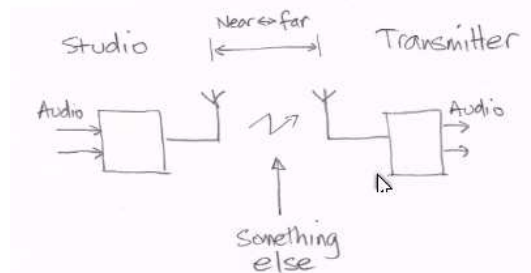 Near↔far
Studio
Transmitter
Audio
Audio
Something
else